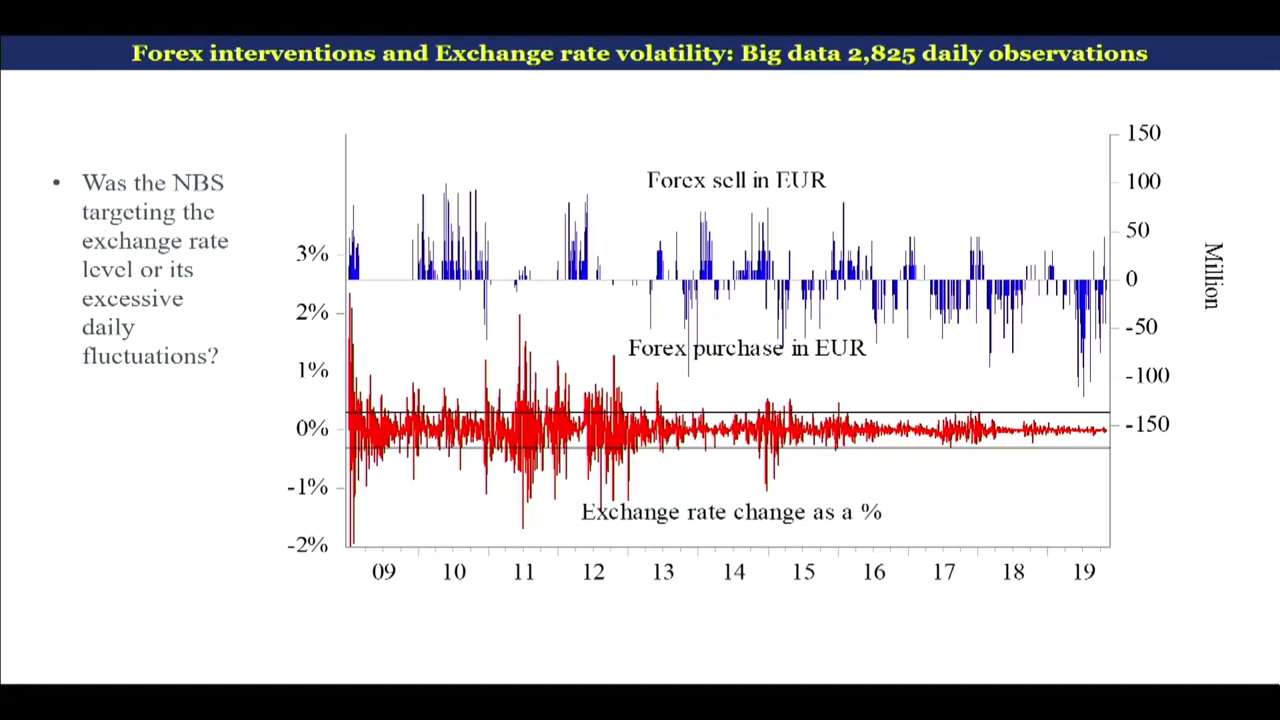 Forex interventions and Exchange rate volatility: Big data 2,825 daily observations
• Was the NBS
targeting the
exchange rate
level or its
excessive
daily
fluctuations?
Forex sell in EUR
Forex purchase in EUR
Exchange rate change as a %
3%
2%
1%
0%
-1%
-2%
150
100
50
0
-50
-100
-150
Million
09 10 11 12 13 14 15 16 17 18 19